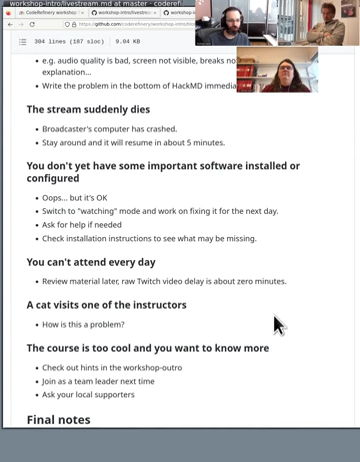 workshop-intro/livestream.md at master · coderefi
CodeRefinery workshop
workshop-intro/livestrea
https://github.com/coderefinery/workshop-intro/blo
304 lines (187 sloc) 9.04 KB
• e.g. audio quality is bad, screen not visible, breaks no
explanation...
• Write the problem in the bottom of HackMD immedia
The stream suddenly dies
• Broadcaster's computer has crashed.
• Stay around and it will resume in about 5 minutes.
You don't yet have some important software installed or
configured
• Oops... but it's OK
• Switch to "watching" mode and work on fixing it for the next day.
• Ask for help if needed
• Check installation instructions to see what may be missing.
You can't attend every day
• Review material later, raw Twitch video delay is about zero minutes.
A cat visits one of the instructors
• How is this a problem?
The course is too cool and you want to know more
• Check out hints in the workshop-outro
• Join as a team leader next time
• Ask your local supporters
Final notes